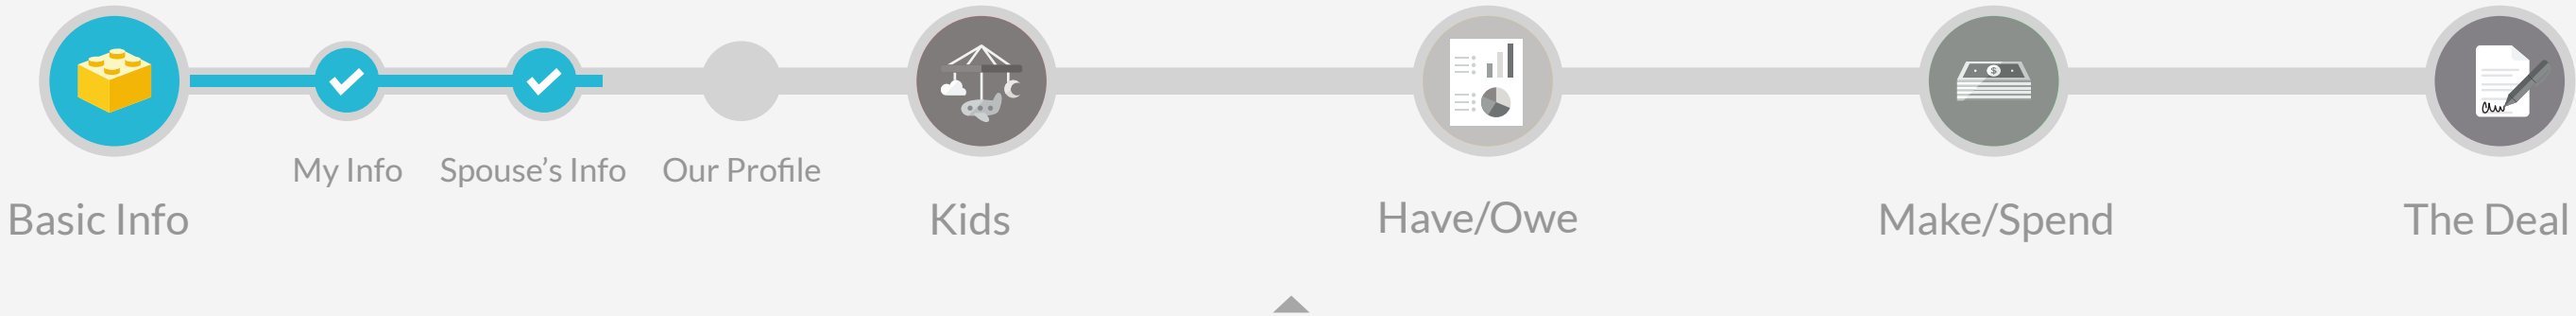 My Info
Spouse’s Info
Our Profile
Basic Info
Kids
Have/Owe
Make/Spend
The Deal